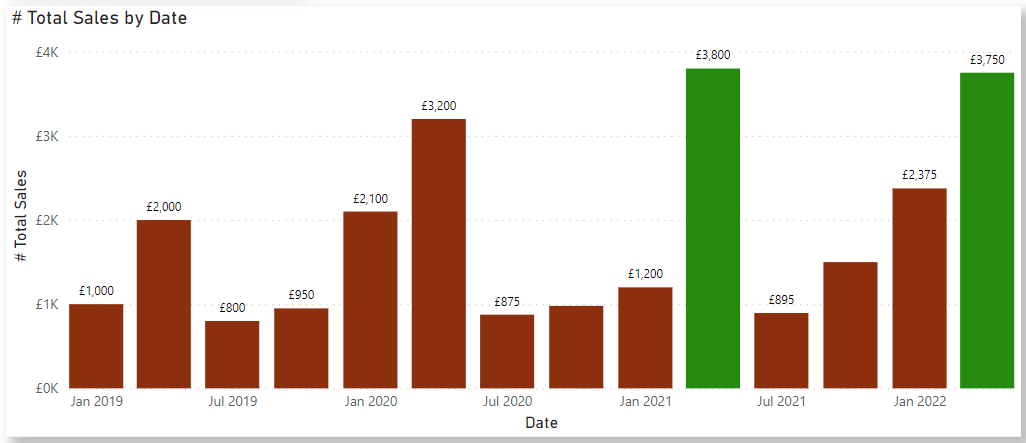 # Total Sales by Date
£4K
£3K
£2K
£1K
£0K
# Total Sales
£1,000
£2,000
£800
£950
£2,100
£3,200
£875
£1,200
£3,800
£895
£2,375
£3,750
Jan 2019
Jul 2019
Jan 2020
Jul 2020
Jan 2021
Jul 2021
Jan 2022
Date